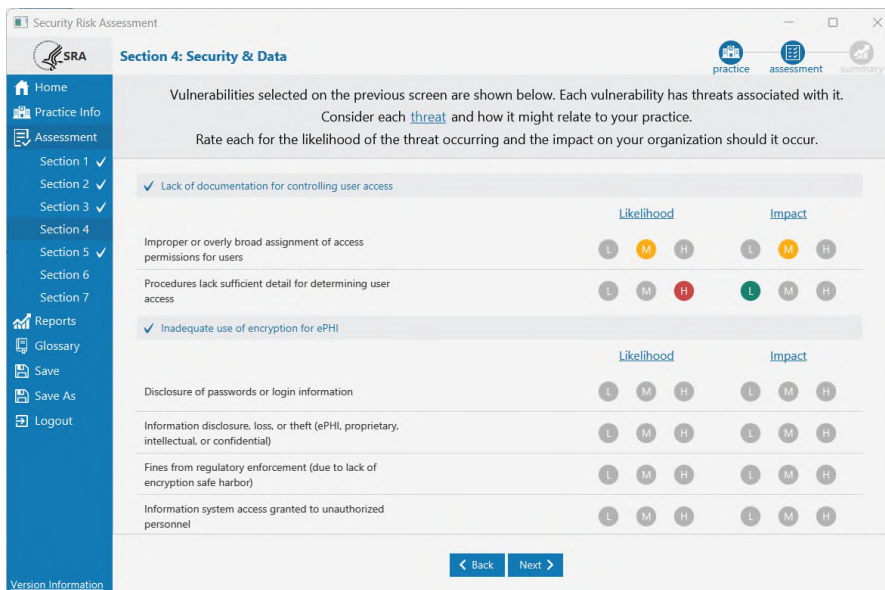 Security Risk Assessment
SRA
Section 4: Security & Data
practice
assessment
summary
Home
Practice Info
Assessment
Section 1
Section 2
Section 3
Section 4
Section 5
Section 6
Section 7
Reports
Glossary
Save
Save As
Logout
Version Information
Vulnerabilities selected on the previous screen are shown below. Each vulnerability has threats associated with it.
Consider each threat and how it might relate to your practice.
Rate each for the likelihood of the threat occurring and the impact on your organization should it occur.
Lack of documentation for controlling user access
Likelihood Impact
Improper or overly broad assignment of access
permissions for users
L M H L M H
Procedures lack sufficient detail for determining user
access
L M H L M H
Inadequate use of encryption for ePHI
Likelihood Impact
Disclosure of passwords or login information
L M H L M H
Information disclosure, loss, or theft (ePHI, proprietary,
intellectual, or confidential)
L M H L M H
Fines from regulatory enforcement (due to lack of
encryption safe harbor)
L M H L M H
Information system access granted to unauthorized
personnel
L M H L M H
Back Next